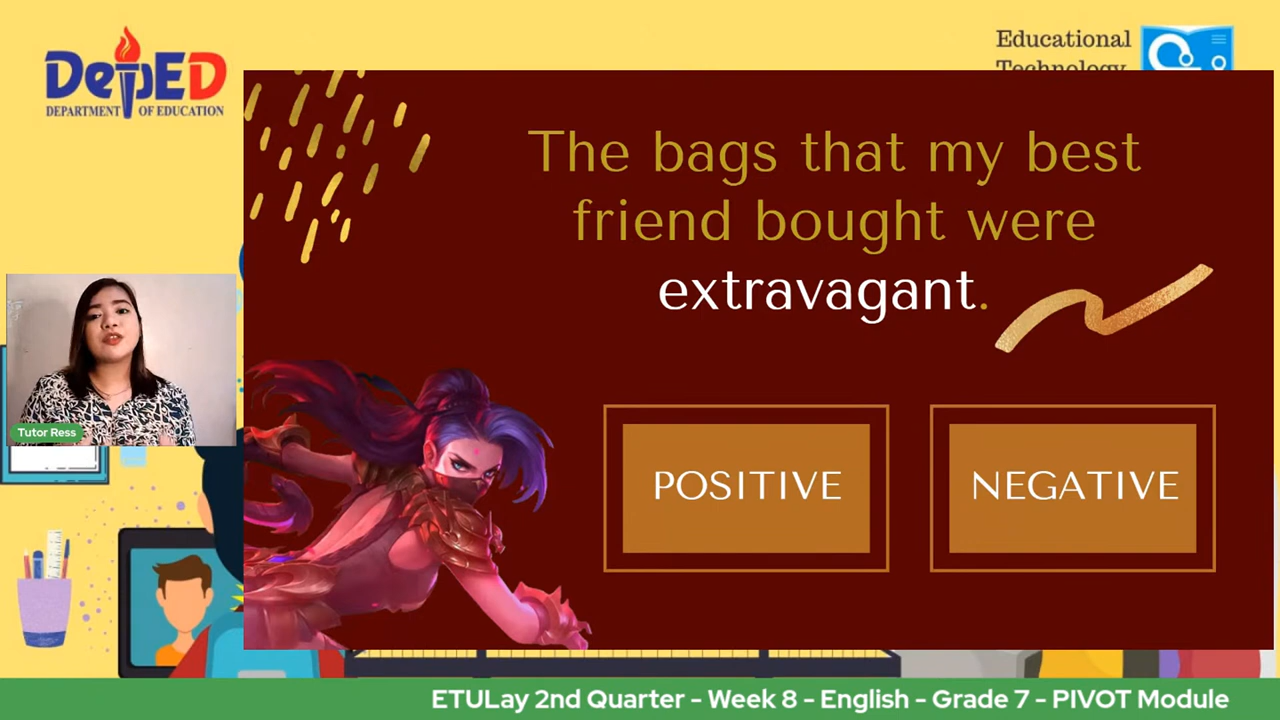 DepED
DEPARTMENT OF EDUCATION
Educational
Technology
The bags that my best
friend bought were
extravagant.
Tutor Ress
POSITIVE
NEGATIVE
ETULay 2nd Quarter - Week 8 - English - Grade 7 - PIVOT Module